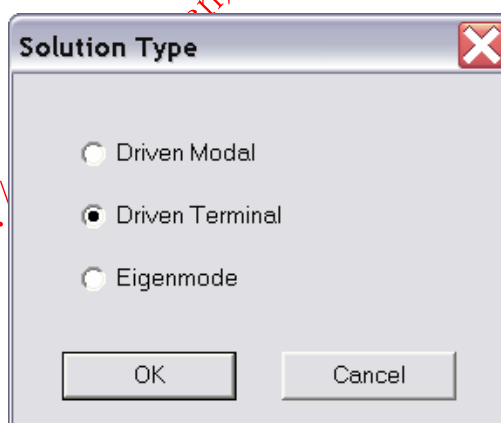 Solution Type
Driven Modal
Driven Terminal
Eigenmode
OK
Cancel